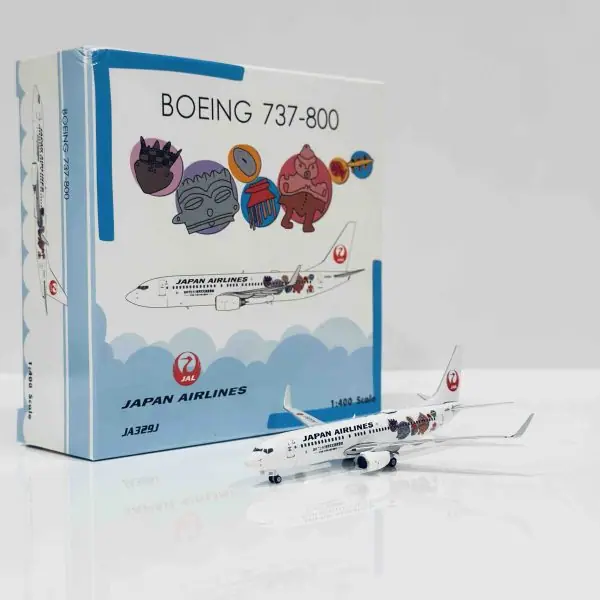 BOEING 737-800
JAPAN AIRLINES
JAL
JAPAN AIRLINES
JA329J
1:400 Scale
BOEING 737-800
1:400 Scale
JAPAN AIRLINES